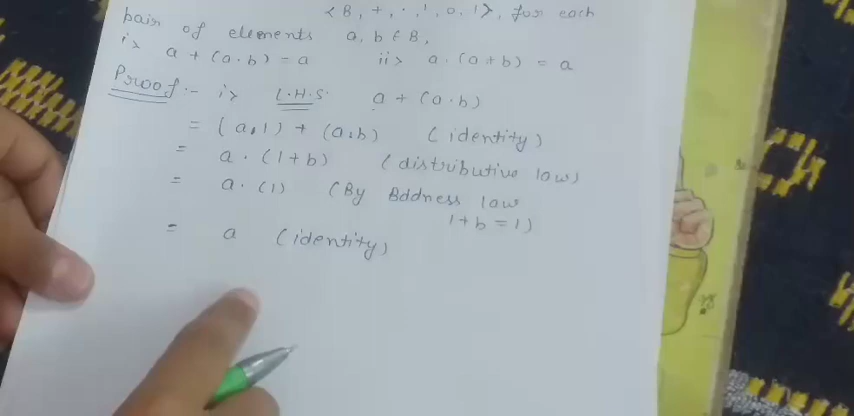 < B, +, ·, ', 0, 1 >, for each
pair of elements a, b ∈ B,
i> a + (a · b) = a ii> a · (a + b) = a
Proof :- i> L.H.S. a + (a · b)
= (a · 1) + (a · b) (identity)
= a · (1 + b) (distributive law)
= a · (1) (By Bddness law
1 + b = 1)
= a (identity)